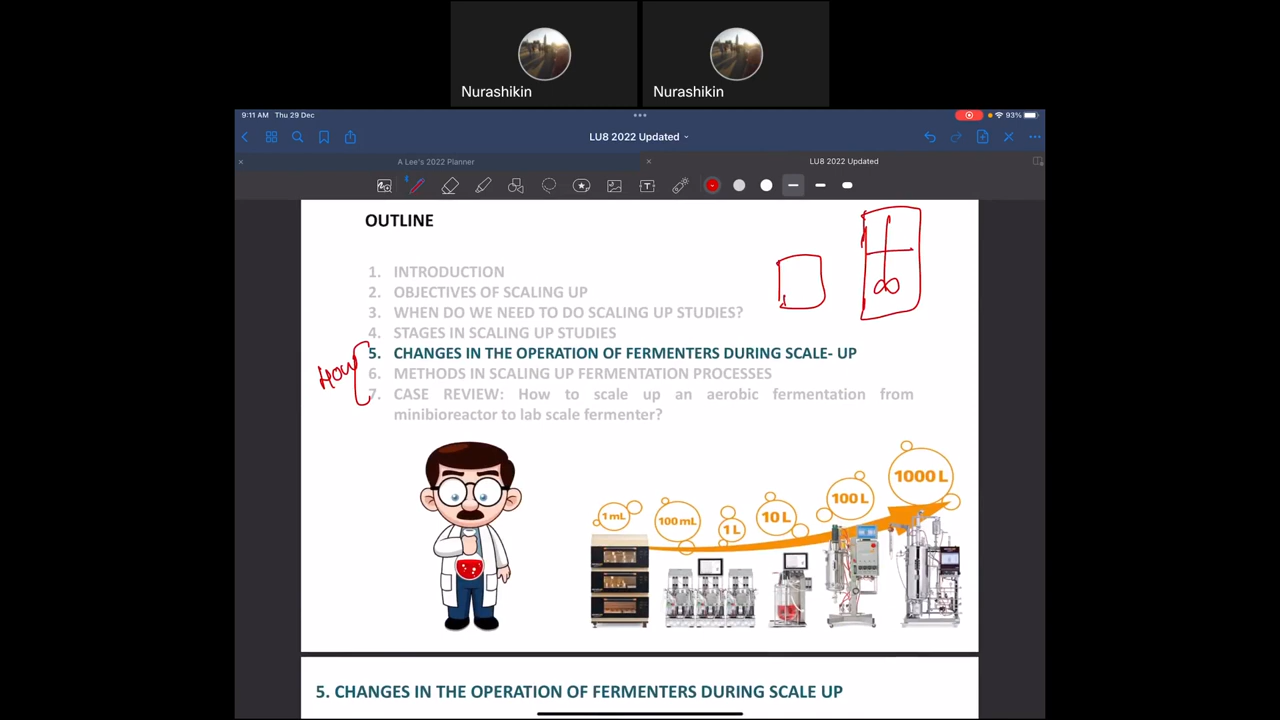 Nurashikin
Nurashikin
9:11 AM Thu 29 Dec
93%
LU8 2022 Updated
A Lee's 2022 Planner
LU8 2022 Updated
OUTLINE
1. INTRODUCTION
2. OBJECTIVES OF SCALING UP
3. WHEN DO WE NEED TO DO SCALING UP STUDIES?
4. STAGES IN SCALING UP STUDIES
5. CHANGES IN THE OPERATION OF FERMENTERS DURING SCALE- UP
6. METHODS IN SCALING UP FERMENTATION PROCESSES
7. CASE REVIEW: How to scale up an aerobic fermentation from
minibioreactor to lab scale fermenter?
HOW
1 mL
100 mL
1 L
10 L
100 L
1000 L
5. CHANGES IN THE OPERATION OF FERMENTERS DURING SCALE UP